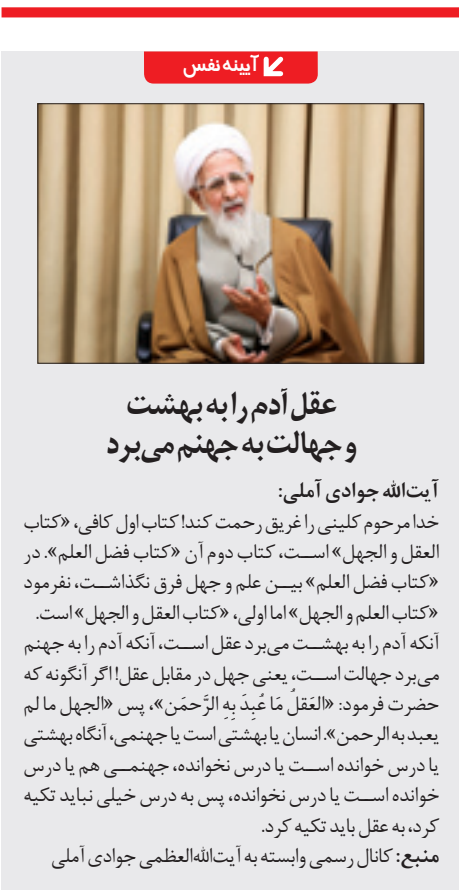 آیینه نفس
عقل آدم را به بهشت
و جهالت به جهنم می‌برد
آیت‌الله جوادی آملی:
خدا مرحوم کلینی را غریق رحمت کند! کتاب اول کافی، «کتاب
العقل و الجهل» است، کتاب دوم آن «کتاب فضل العلم». در
«کتاب فضل العلم» بین علم و جهل فرق نگذاشت، نفرمود
«کتاب العلم و الجهل» اما اولی، «کتاب العقل و الجهل» است.
آنکه آدم را به بهشت می‌برد عقل است، آنکه آدم را به جهنم
می‌برد جهالت است، یعنی جهل در مقابل عقل! اگر آنگونه که
حضرت فرمود: «العَقلُ مَا عُبِدَ بِهِ الرَّحمَن»، پس «الجهل ما لم
یعبد به الرحمن». انسان یا بهشتی است یا جهنمی، آنگاه بهشتی
یا درس خوانده است یا درس نخوانده، جهنمی هم یا درس
خوانده است یا درس نخوانده، پس به درس خیلی نباید تکیه
کرد، به عقل باید تکیه کرد.
منبع: کانال رسمی وابسته به آیت‌الله‌العظمی جوادی آملی